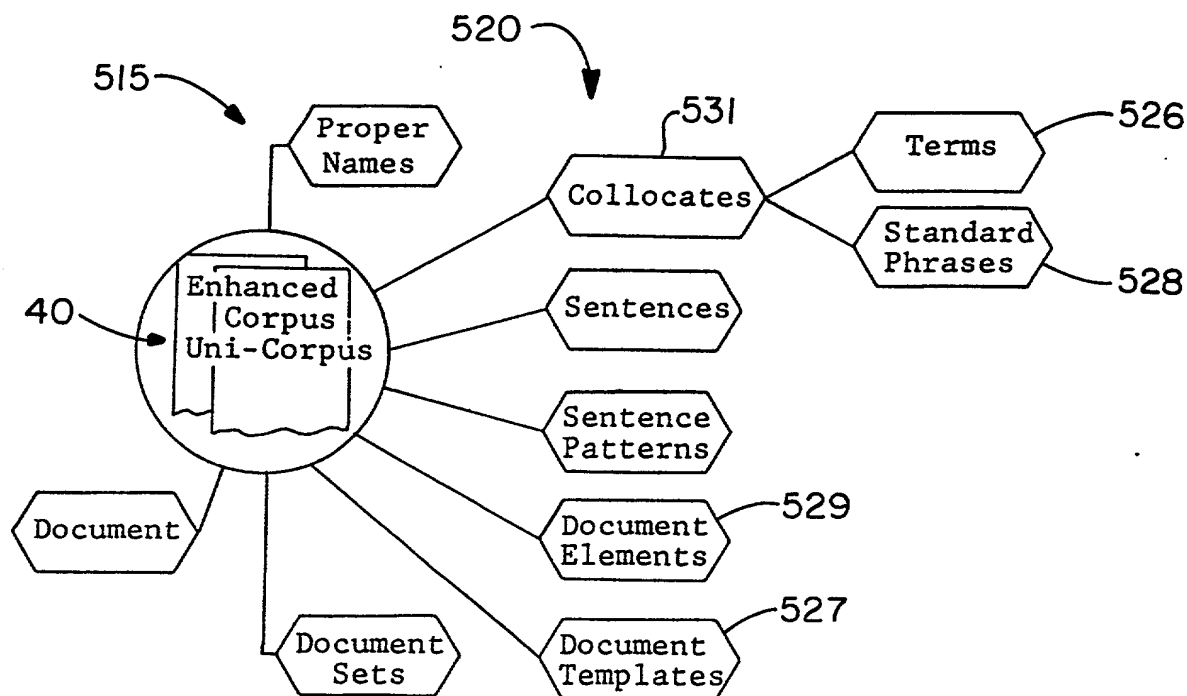 520
515
531
526
Proper
Names
Terms
Collocates
Standard
Phrases
528
Enhanced
Corpus
Uni-Corpus
40
Sentences
Sentence
Patterns
Document
529
Document
Elements
527
Document
Sets
Document
Templates